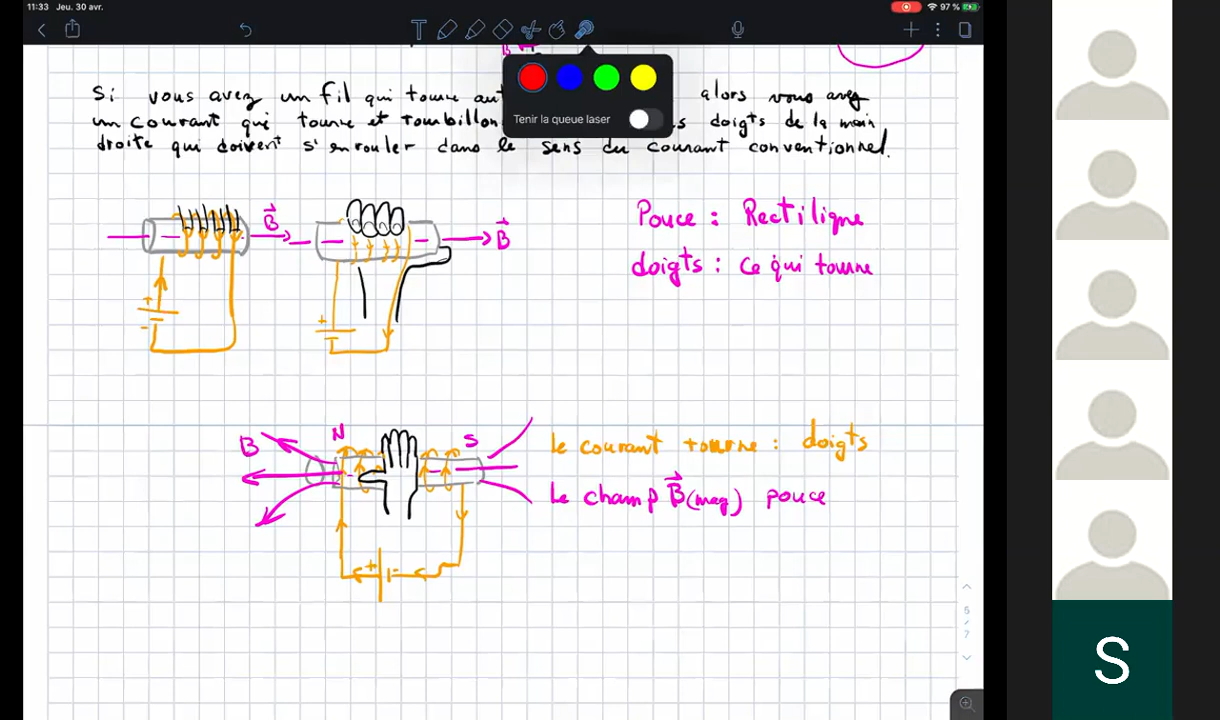 11:33 Jeu. 30 avr.
97 %
T
B
Si vous avez un fil qui tourne alors vous avez
un courant qui tourne et doigts de la main
droite qui doivent s'enrouler dans le sens du courant conventionnel.
Tenir la queue laser
B
B
Pouce : Rectiligne
doigts : ce qui tourne
+
-
+
-
B
N
S
le courant tourne : doigts
le champ B (mag) pouce
+
-
5
/
7
S